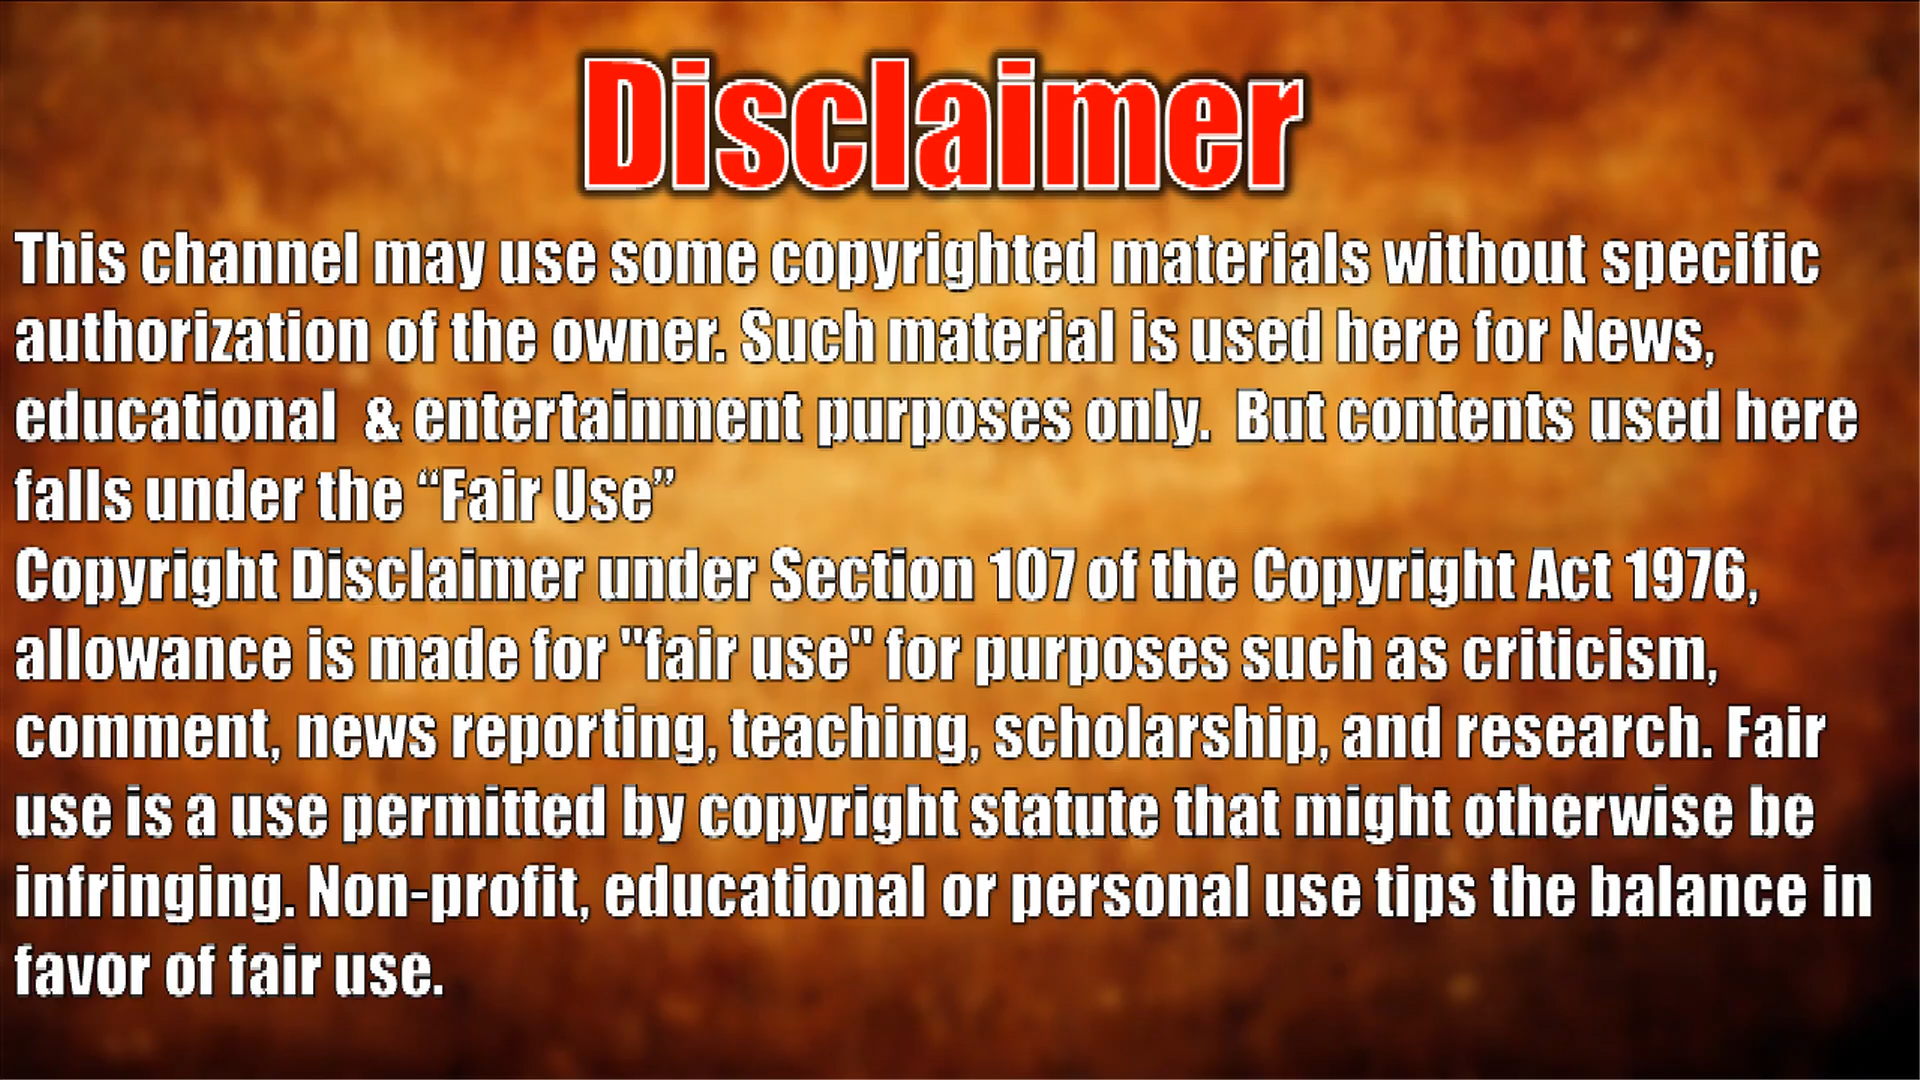 Disclaimer
This channel may use some copyrighted materials without specific
authorization of the owner. Such material is used here for News,
educational  & entertainment purposes only.  But contents used here
falls under the “Fair Use”
Copyright Disclaimer under Section 107 of the Copyright Act 1976,
allowance is made for "fair use" for purposes such as criticism,
comment, news reporting, teaching, scholarship, and research. Fair
use is a use permitted by copyright statute that might otherwise be
infringing. Non-profit, educational or personal use tips the balance in
favor of fair use.